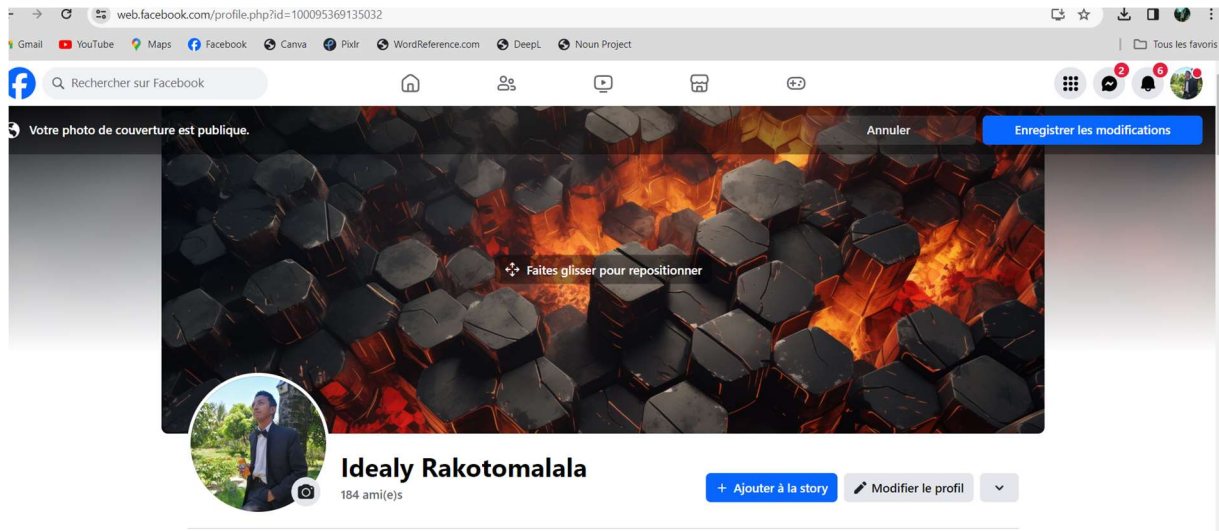 web.facebook.com/profile.php?id=100095369135032
Gmail YouTube Maps Facebook Canva Pixlr WordReference.com DeepL Noun Project Tous les favoris
Rechercher sur Facebook 2 6
Votre photo de couverture est publique. Annuler Enregistrer les modifications
Faites glisser pour repositionner
Idealy Rakotomalala
184 ami(e)s
+ Ajouter à la story Modifier le profil